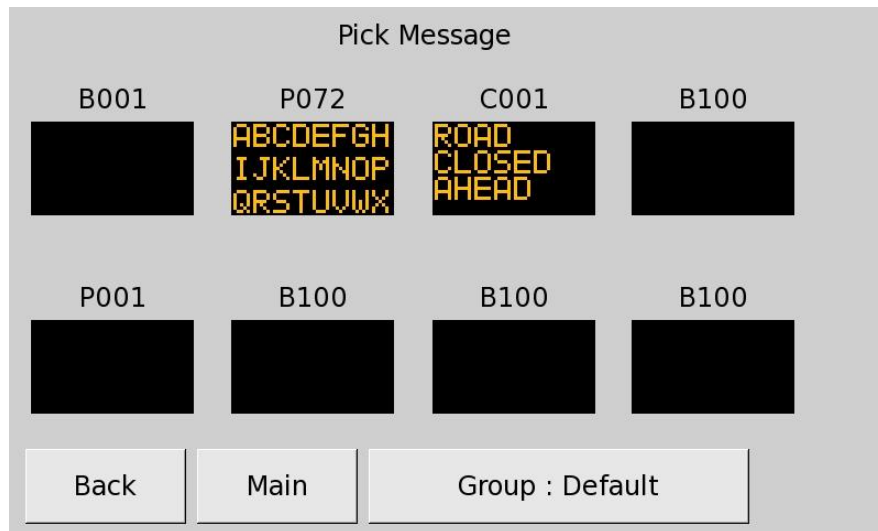 Pick Message
B001 P072 C001 B100
ABCDEFGH
IJKLMNOP
QRSTUVWX
ROAD
CLOSED
AHEAD
P001 B100 B100 B100
Back Main Group : Default